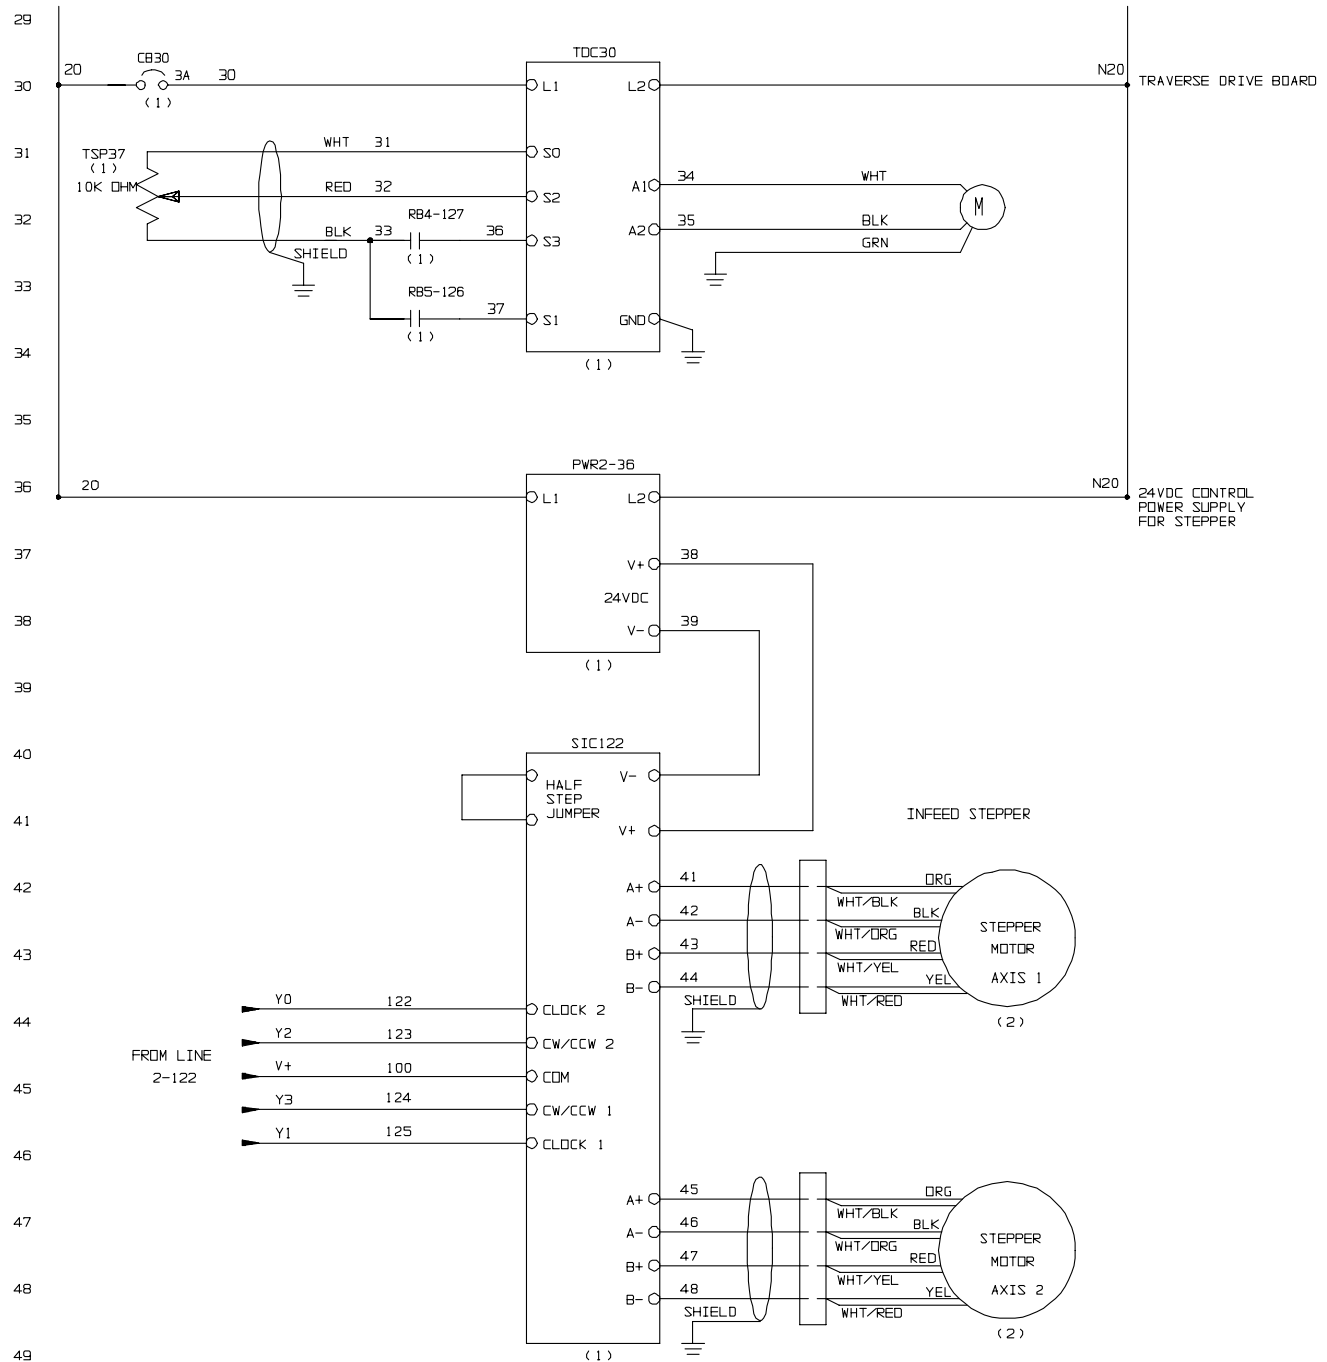 29
CB30
TDC30
20
3A
30
N20
30
(1)
L1
L2
TRAVERSE DRIVE BOARD
31
TSP37
(1)
10K OHM
WHT 31
S0
RED 32
S2
A1
34
WHT
M
32
RB4-127
BLK 33
36
S3
(1)
A2
35
BLK
GRN
SHIELD
33
RB5-126
37
S1
(1)
GND
34
(1)
35
PWR2-36
36
20
L1
L2
N20
24VDC CONTROL
POWER SUPPLY
FOR STEPPER
37
V+
38
24VDC
38
V-
39
(1)
39
40
SIC122
HALF
STEP
JUMPER
V-
41
V+
INFEED STEPPER
42
A+
41
ORG
WHT/BLK
A-
42
BLK
WHT/ORG
43
B+
43
RED
WHT/YEL
B-
44
YEL
WHT/RED
SHIELD
STEPPER
MOTOR
AXIS 1
(2)
44
Y0
122
CLOCK 2
Y2
123
CW/CCW 2
FROM LINE
2-122
V+
100
COM
45
Y3
124
CW/CCW 1
Y1
125
CLOCK 1
46
A+
45
ORG
WHT/BLK
47
A-
46
BLK
WHT/ORG
B+
47
RED
WHT/YEL
48
B-
48
YEL
WHT/RED
SHIELD
STEPPER
MOTOR
AXIS 2
(2)
49
(1)